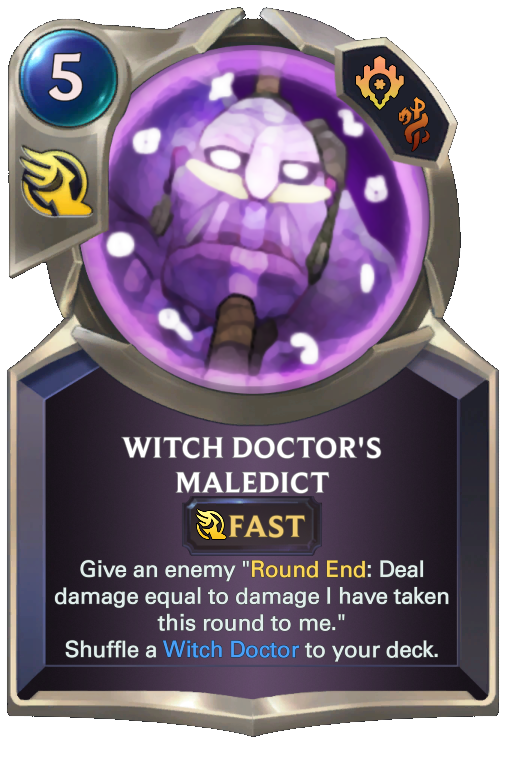 5
WITCH DOCTOR'S
MALEDICT
FAST
Give an enemy "Round End: Deal
damage equal to damage I have taken
this round to me."
Shuffle a Witch Doctor to your deck.